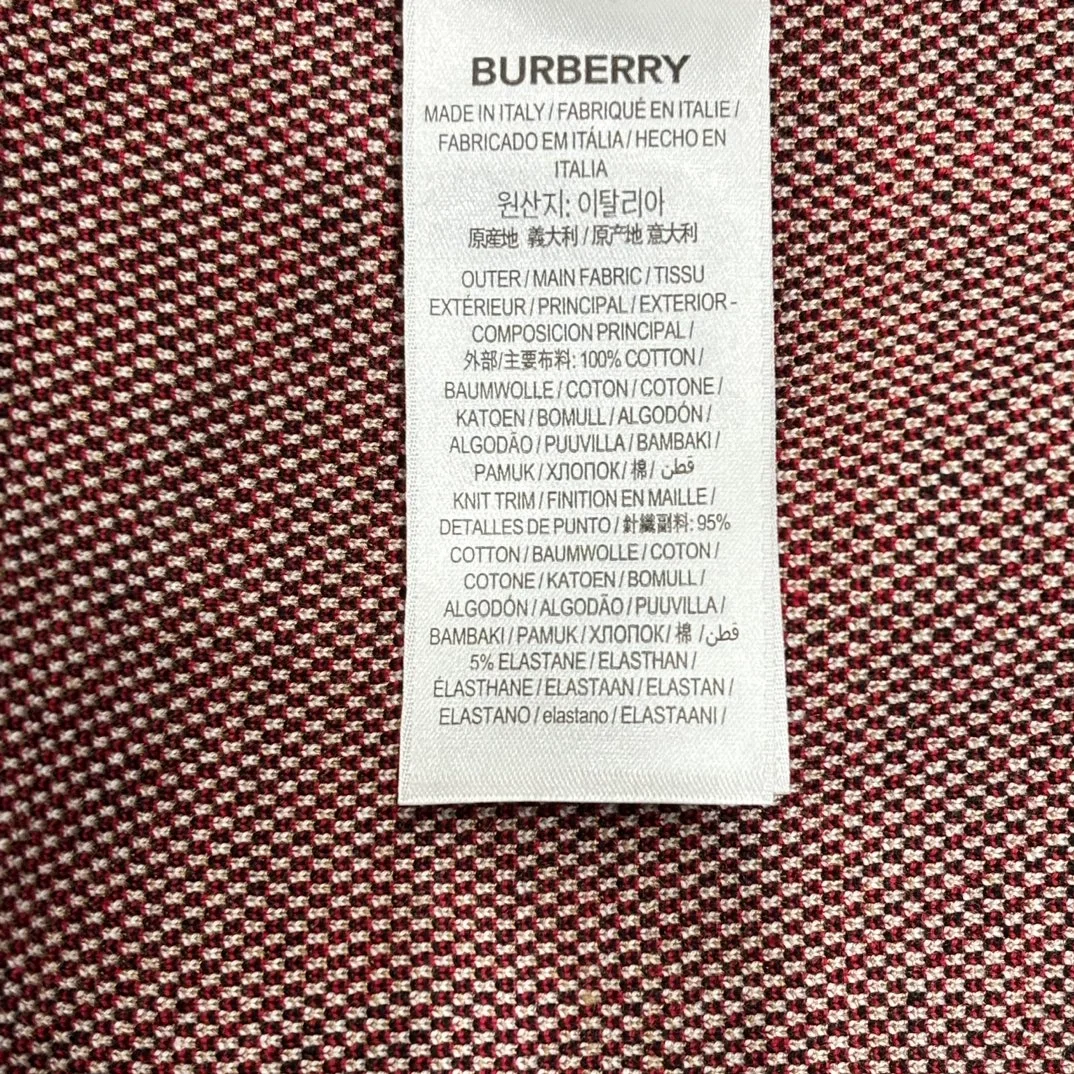 BURBERRY
MADE IN ITALY / FABRIQUÉ EN ITALIE /
FABRICADO EM ITÁLIA / HECHO EN
ITALIA
원산지: 이탈리아
原産地 義大利 / 原产地 意大利
OUTER / MAIN FABRIC / TISSU
EXTÉRIEUR / PRINCIPAL / EXTERIOR -
COMPOSICION PRINCIPAL /
外部/主要布料: 100% COTTON /
BAUMWOLLE / COTON / COTONE /
KATOEN / BOMULL / ALGODÓN /
ALGODÃO / PUUVILLA / BAMBAKI /
PAMUK / ХЛОПОК / 棉 / قطن
KNIT TRIM / FINITION EN MAILLE /
DETALLES DE PUNTO / 針織副料: 95%
COTTON / BAUMWOLLE / COTON /
COTONE / KATOEN / BOMULL /
ALGODÓN / ALGODÃO / PUUVILLA /
BAMBAKI / PAMUK / ХЛОПОК / 棉 / قطن
5% ELASTANE / ELASTHAN /
ÉLASTHANE / ELASTAAN / ELASTAN /
ELASTANO / elastano / ELASTAANI /